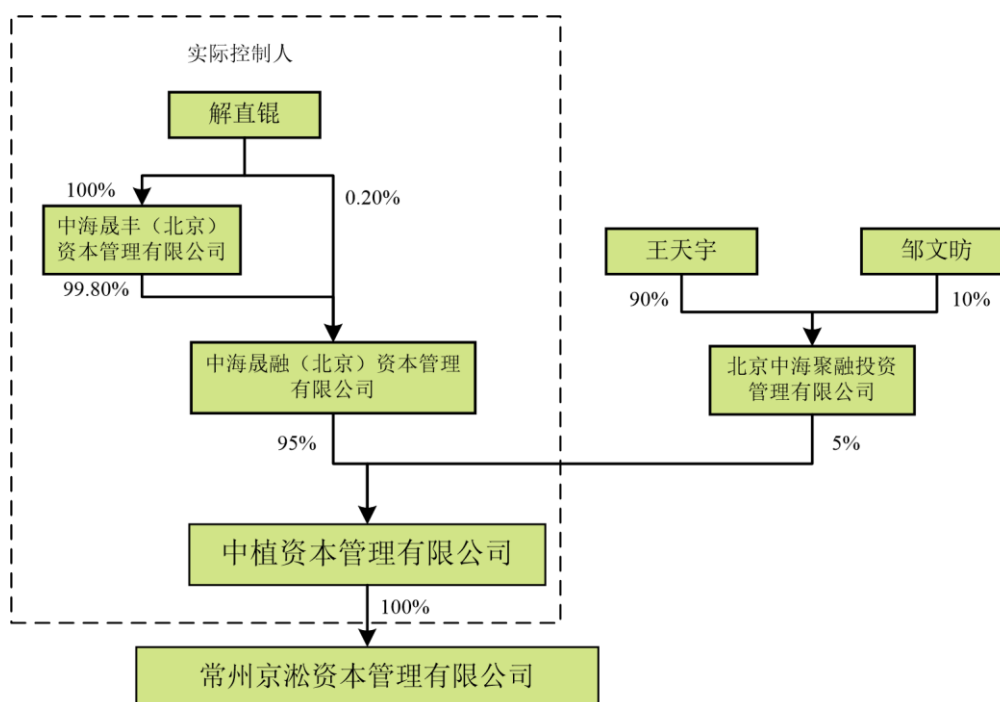 实际控制人
解直锟
100%
0.20%
中海晟丰（北京）
资本管理有限公司
王天宇
邹文昉
99.80%
90%
10%
中海晟融（北京）资本管理
有限公司
北京中海聚融投资
管理有限公司
95%
5%
中植资本管理有限公司
100%
常州京淞资本管理有限公司